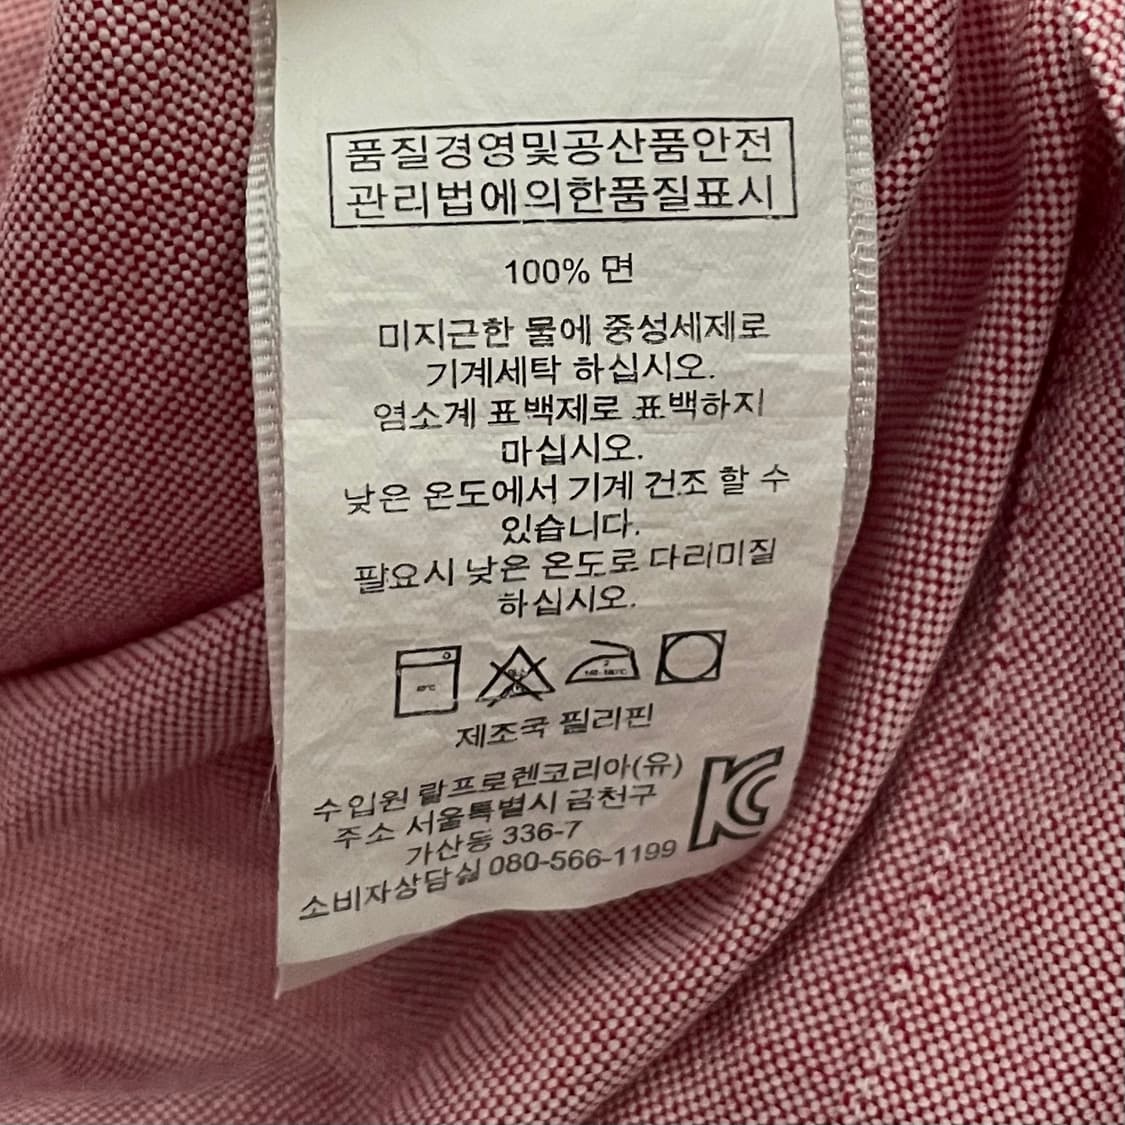 품질경영및공산품안전
관리법에의한품질표시
100% 면
미지근한 물에 중성세제로
기계세탁 하십시오.
염소계 표백제로 표백하지
마십시오.
낮은 온도에서 기계 건조 할 수
있습니다.
팔요시 낮은 온도로 다리미질
하십시오.
2
제조국 필리핀
수입원 랄프로렌코리아(유)
주소 서울특별시 금천구
가산동 336-7
소비자상담실 080-566-1199
KC